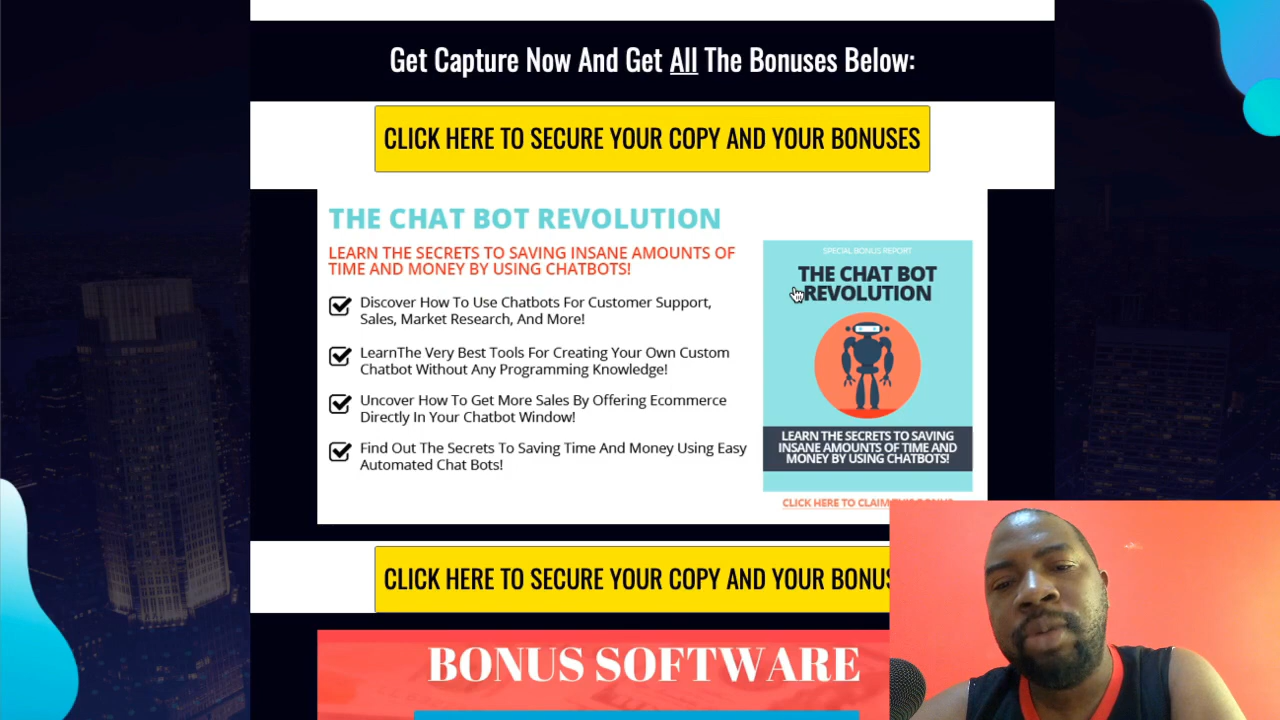 Get Capture Now And Get All The Bonuses Below:
CLICK HERE TO SECURE YOUR COPY AND YOUR BONUSES
THE CHAT BOT REVOLUTION
LEARN THE SECRETS TO SAVING INSANE AMOUNTS OF
TIME AND MONEY BY USING CHATBOTS!
Discover How To Use Chatbots For Customer Support,
Sales, Market Research, And More!
LearnThe Very Best Tools For Creating Your Own Custom
Chatbot Without Any Programming Knowledge!
Uncover How To Get More Sales By Offering Ecommerce
Directly In Your Chatbot Window!
Find Out The Secrets To Saving Time And Money Using Easy
Automated Chat Bots!
SPECIAL BONUS REPORT
THE CHAT BOT
REVOLUTION
LEARN THE SECRETS TO SAVING
INSANE AMOUNTS OF TIME AND
MONEY BY USING CHATBOTS!
CLICK HERE TO CLAIM THIS BONUS
CLICK HERE TO SECURE YOUR COPY AND YOUR BONUS
BONUS SOFTWARE